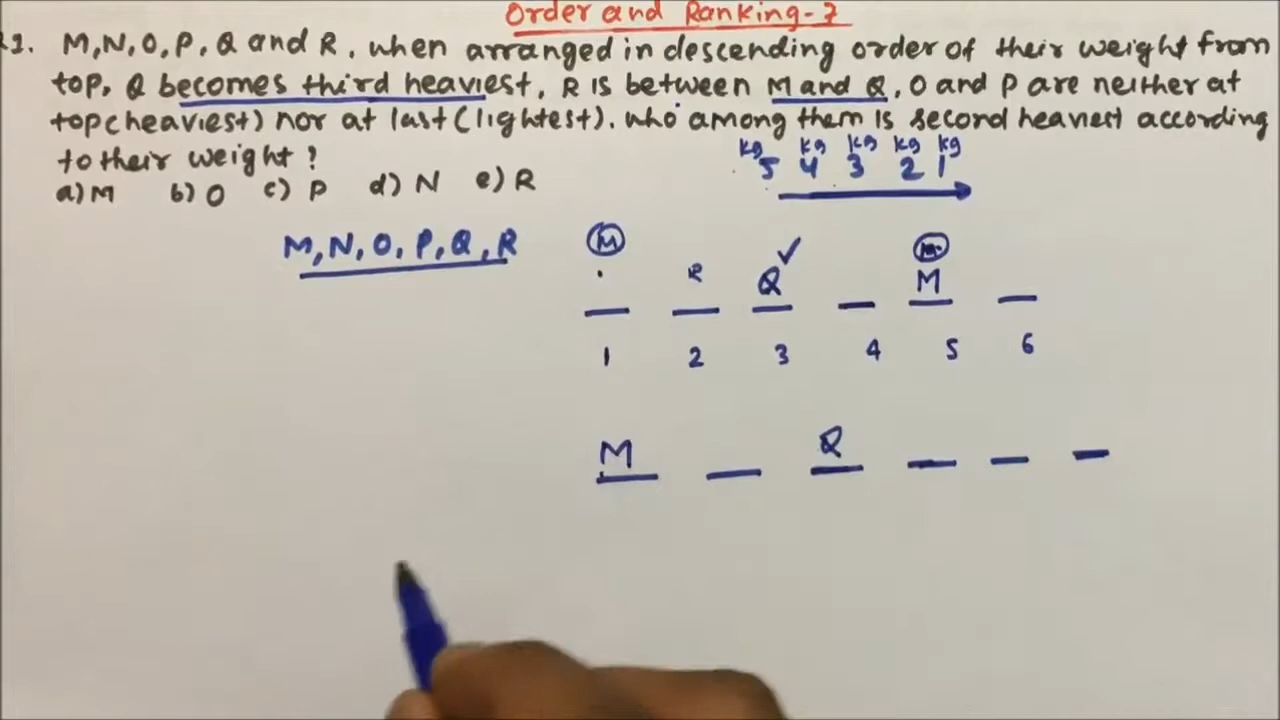 Order and Ranking-7
21. M,N,O,P,Q and R, when arranged in descending order of their weight from
top, Q becomes third heaviest, R is between M and Q, O and P are neither at
top(heaviest) nor at last(lightest). who among them is second heaviest according
to their weight?
a) M b) O c) P d) N e) R
kg kg kg kg kg
5 4 3 2 1
M,N,O,P,Q,R
M M
R Q M
1 2 3 4 5 6
M Q